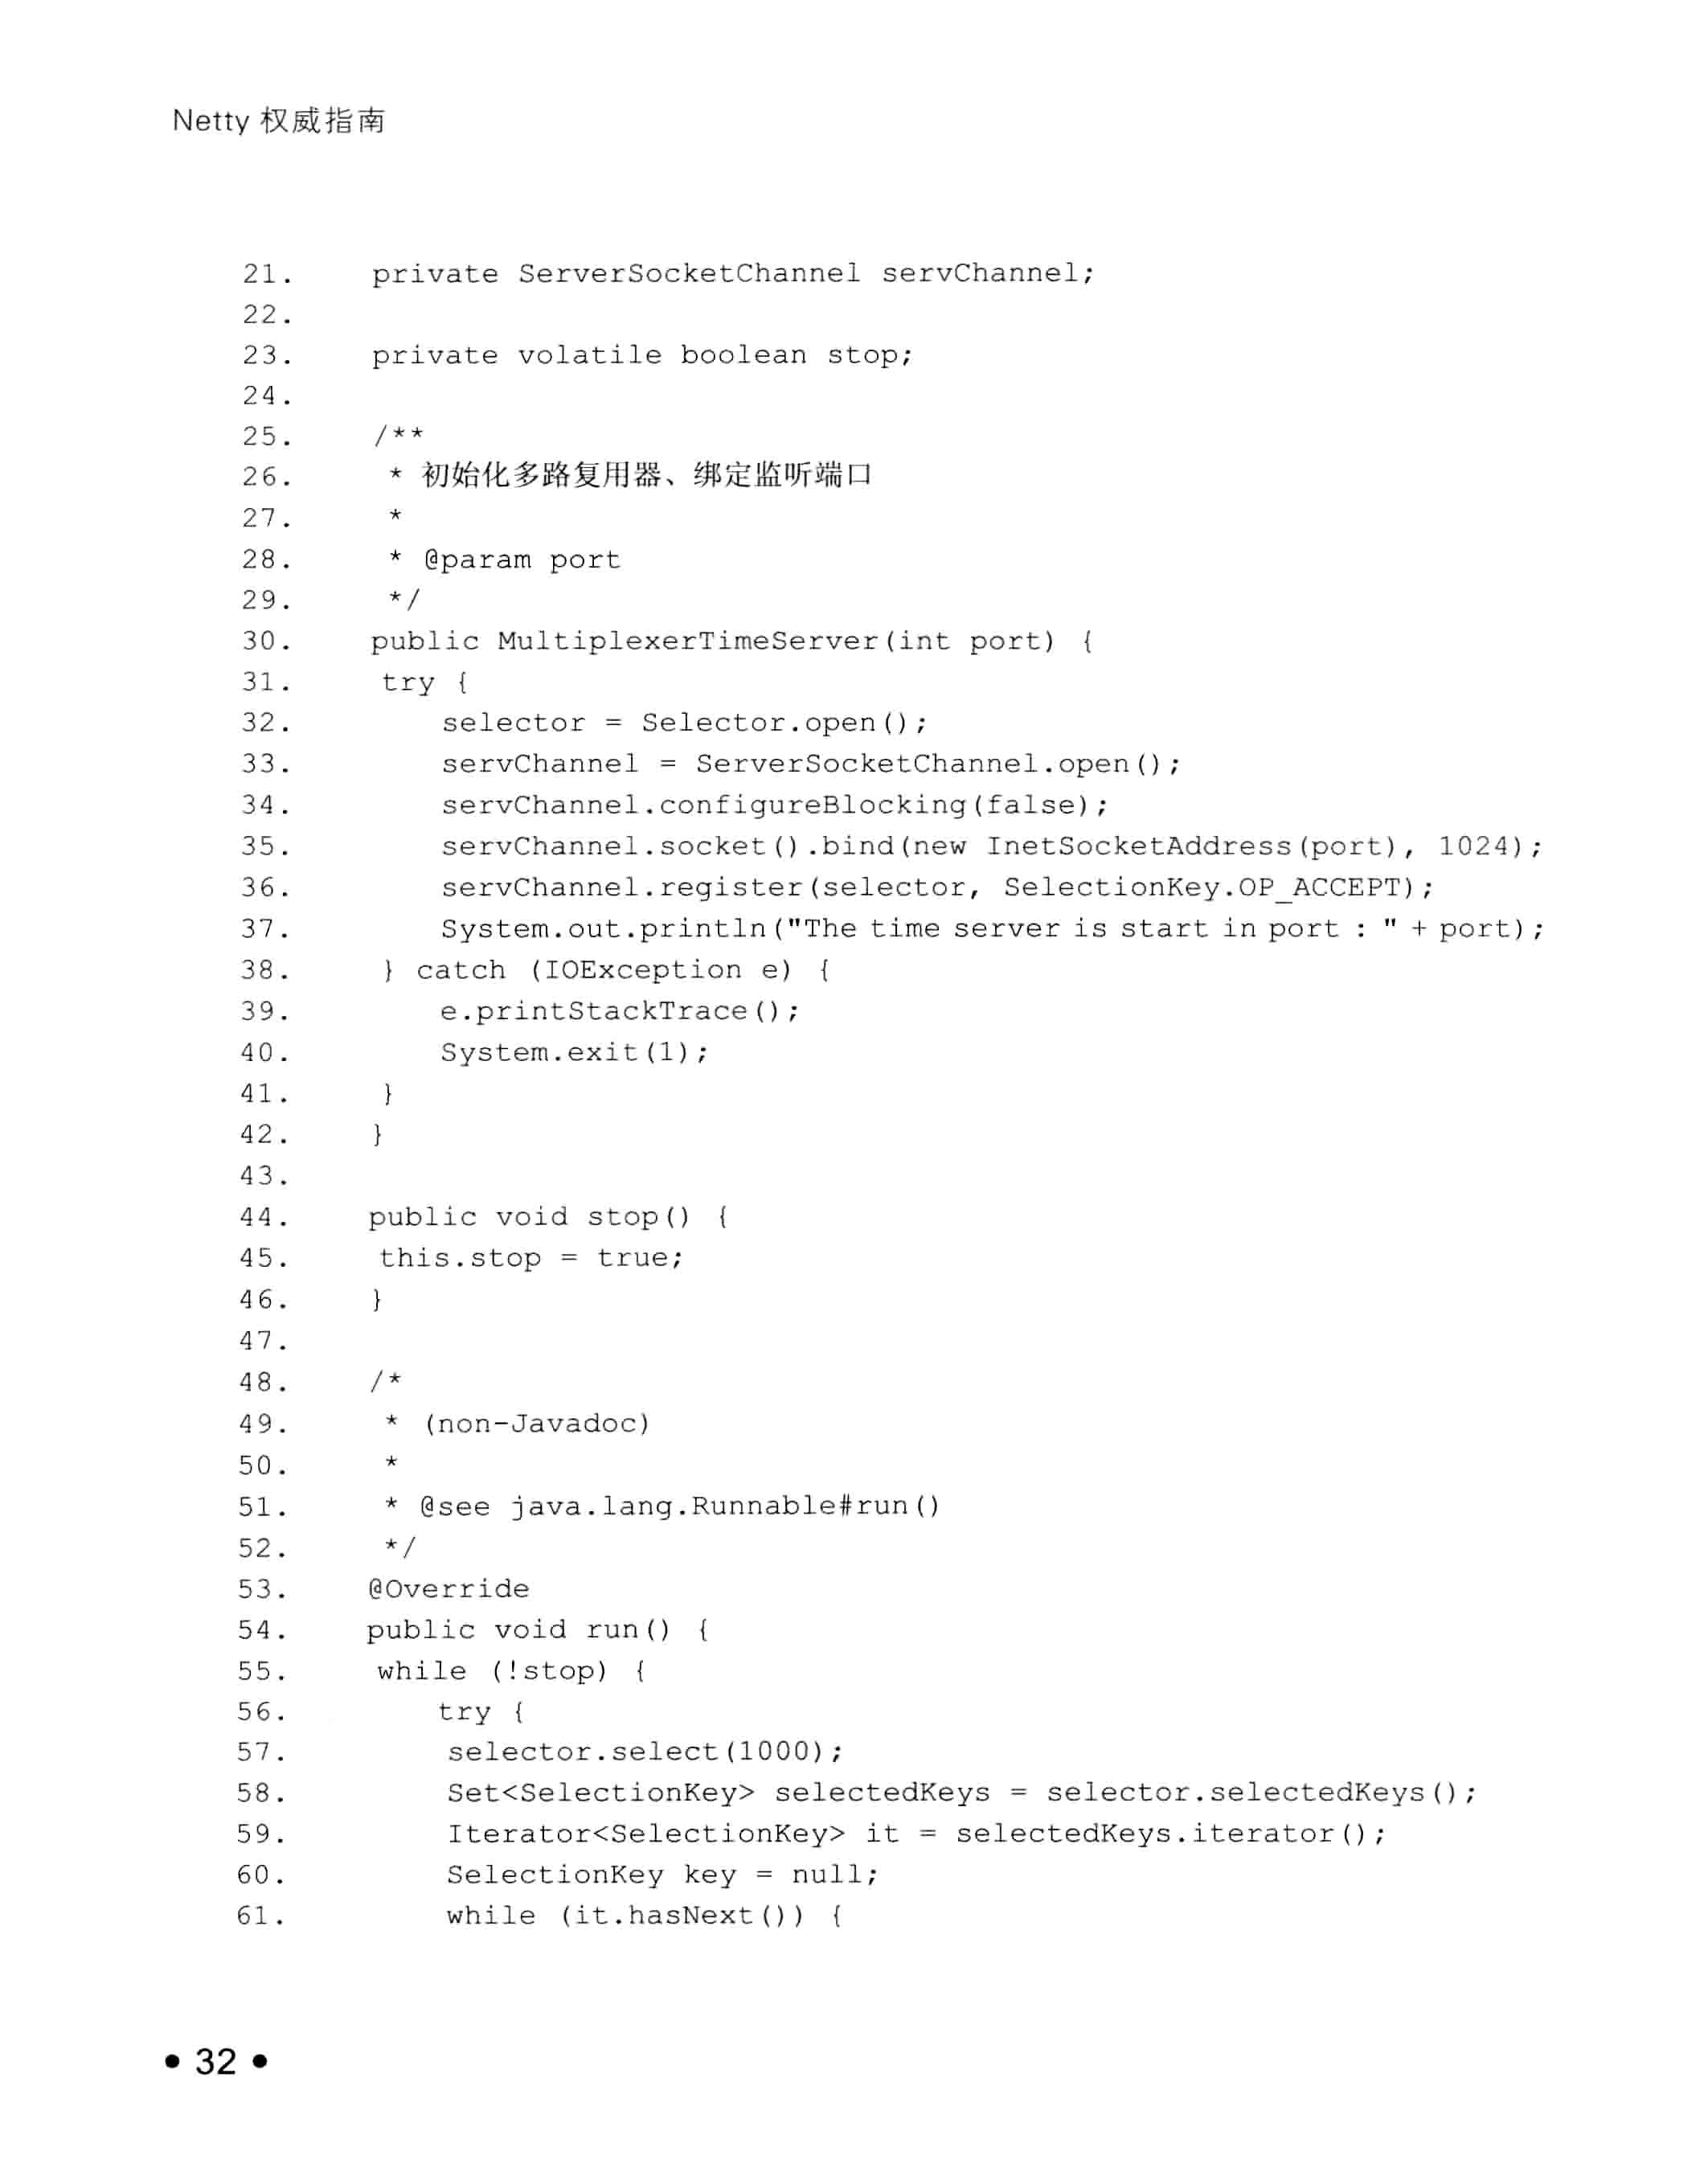 Netty 权威指南
21. private ServerSocketChannel servChannel;
22.
23. private volatile boolean stop;
24.
25. /**
26. * 初始化多路复用器、绑定监听端口
27. *
28. * @param port
29. */
30. public MultiplexerTimeServer(int port) {
31. try {
32. selector = Selector.open();
33. servChannel = ServerSocketChannel.open();
34. servChannel.configureBlocking(false);
35. servChannel.socket().bind(new InetSocketAddress(port), 1024);
36. servChannel.register(selector, SelectionKey.OP_ACCEPT);
37. System.out.println("The time server is start in port : " + port);
38. } catch (IOException e) {
39. e.printStackTrace();
40. System.exit(1);
41. }
42. }
43.
44. public void stop() {
45. this.stop = true;
46. }
47.
48. /*
49. * (non-Javadoc)
50. *
51. * @see java.lang.Runnable#run()
52. */
53. @Override
54. public void run() {
55. while (!stop) {
56. try {
57. selector.select(1000);
58. Set<SelectionKey> selectedKeys = selector.selectedKeys();
59. Iterator<SelectionKey> it = selectedKeys.iterator();
60. SelectionKey key = null;
61. while (it.hasNext()) {
• 32 •